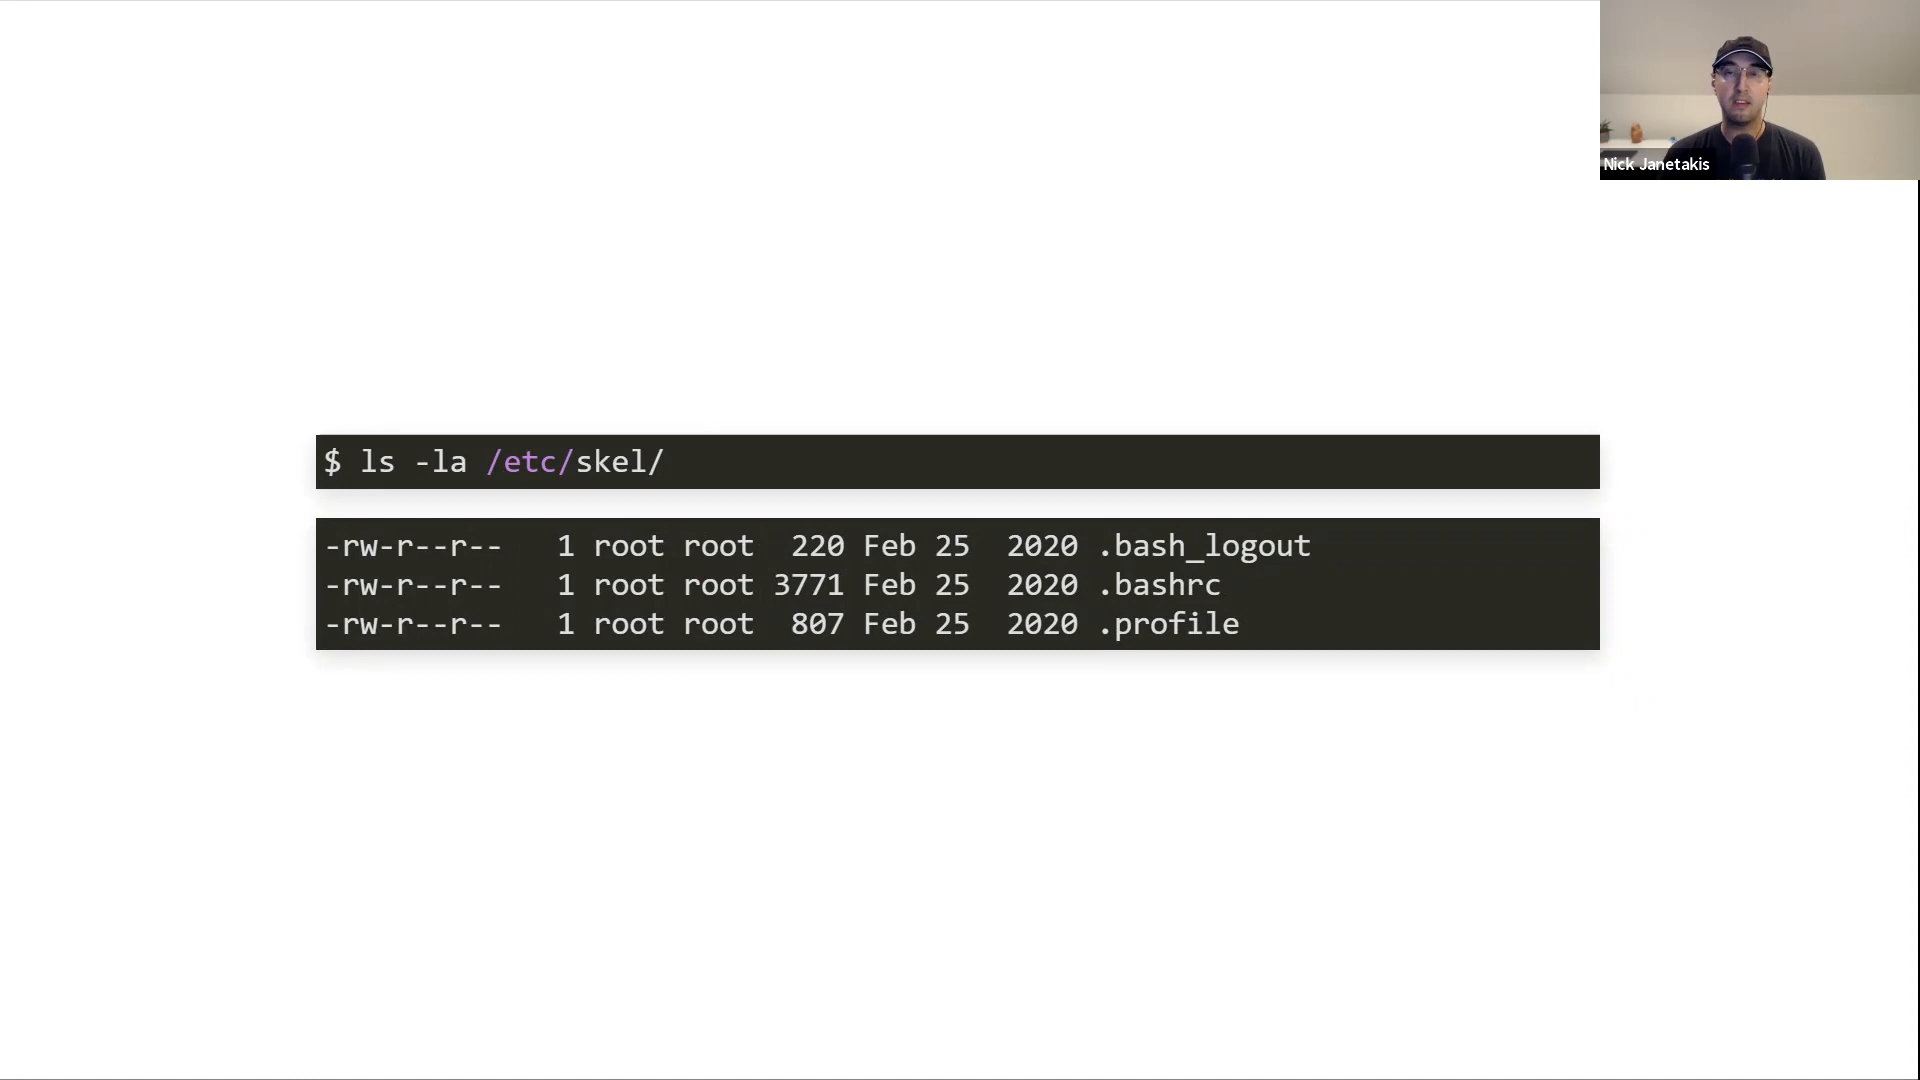 Nick Janetakis
$ ls -la /etc/skel/
-rw-r--r--   1 root root  220 Feb 25  2020 .bash_logout
-rw-r--r--   1 root root 3771 Feb 25  2020 .bashrc
-rw-r--r--   1 root root  807 Feb 25  2020 .profile